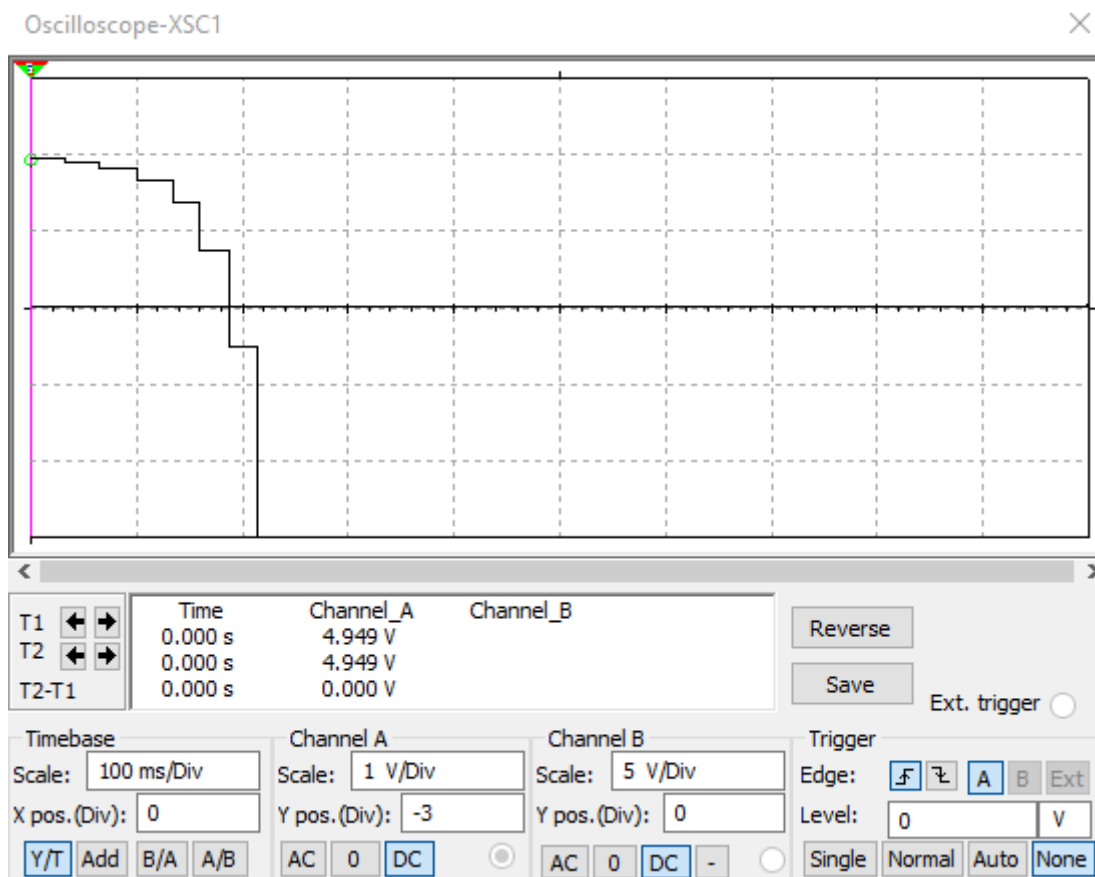 Oscilloscope-XSC1
Time Channel_A Channel_B
T1 0.000 s 4.949 V
T2 0.000 s 4.949 V
T2-T1 0.000 s 0.000 V
Reverse
Save
Ext. trigger
Timebase
Scale: 100 ms/Div
X pos.(Div): 0
Y/T Add B/A A/B
Channel A
Scale: 1 V/Div
Y pos.(Div): -3
AC 0 DC
Channel B
Scale: 5 V/Div
Y pos.(Div): 0
AC 0 DC -
Trigger
Edge: A B Ext
Level: 0 V
Single Normal Auto None